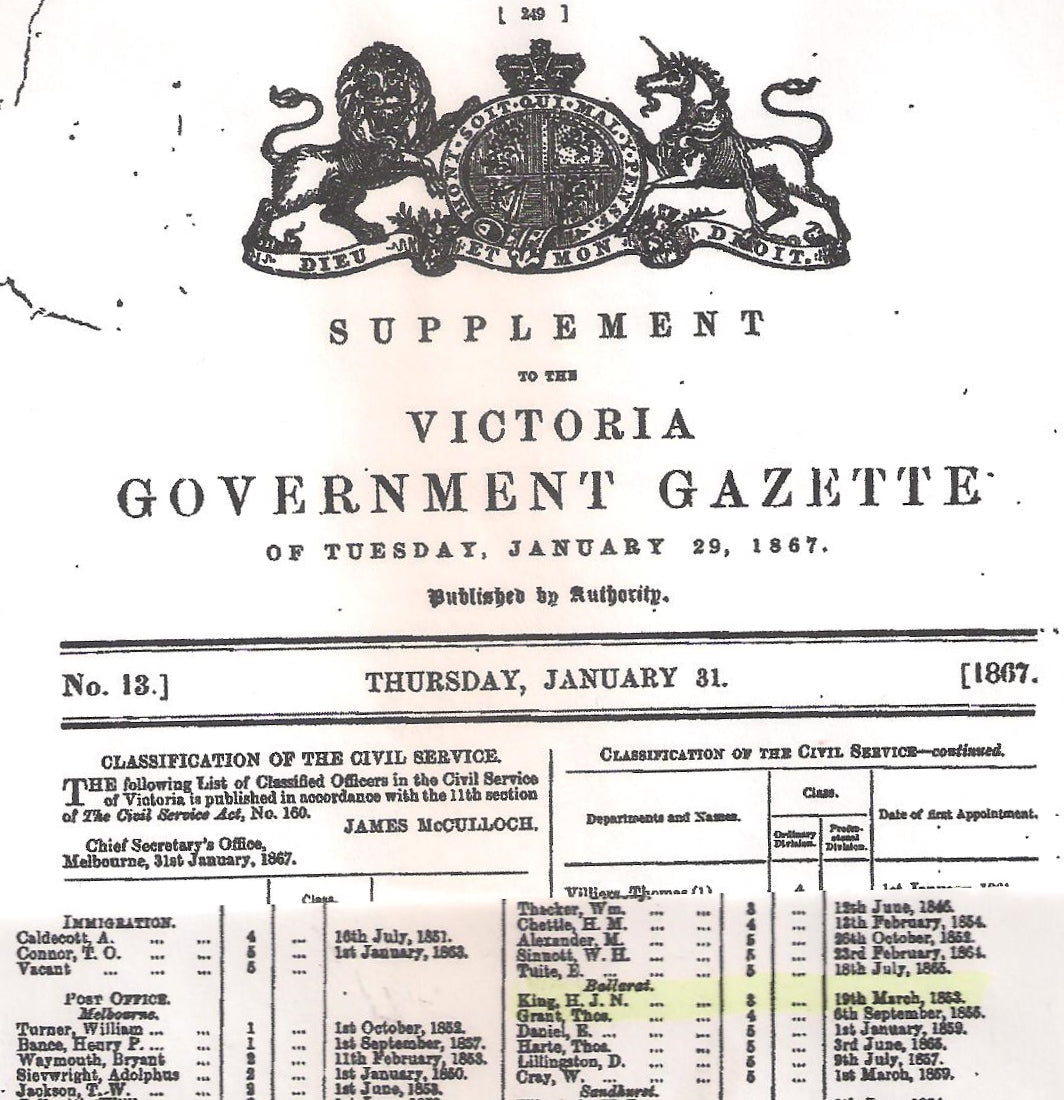 [ 249 ]
HONI · SOIT · QUI · MAL · Y · PENSE
DIEU ET MON DROIT.
SUPPLEMENT
TO THE
VICTORIA
GOVERNMENT GAZETTE
OF TUESDAY, JANUARY 29, 1867.
Published by Authority.
No. 13.] THURSDAY, JANUARY 31. [1867.
CLASSIFICATION OF THE CIVIL SERVICE.
THE following List of Classified Officers in the Civil Service
of Victoria is published in accordance with the 11th section
of The Civil Service Act, No. 160.
JAMES McCULLOCH.
Chief Secretary's Office,
Melbourne, 31st January, 1867.
Class.
IMMIGRATION.
Caldecott, A. ... ... 4 ... 16th July, 1851.
Connor, T. O. ... ... 5 ... 1st January, 1863.
Vacant ... ... 5
POST OFFICE.
Melbourne.
Turner, William ... ... 1 ... 1st October, 1852.
Bance, Henry P. ... ... 1 ... 1st September, 1857.
Waymouth, Bryant ... 2 ... 11th February, 1853.
Sievwright, Adolphus ... 2 ... 1st January, 1850.
Jackson, T. W. ... 2 ... 1st June, 1853.
CLASSIFICATION OF THE CIVIL SERVICE—continued.
Departments and Names.
Class.
Ordinary Division.
Professional Division.
Date of first Appointment.
Villiers, Thomas (1) 4
Thacker, Wm. ... ... 3 ... 12th June, 1846.
Chettle, H. M. ... ... 4 ... 12th February, 1854.
Alexander, M. ... ... 5 ... 26th October, 1852.
Sinnott, W. H. ... ... 5 ... 23rd February, 1864.
Tuite, E. ... ... 5 ... 18th July, 1865.
Ballarat.
King, H. J. N. ... ... 3 ... 19th March, 1853.
Grant, Thos. ... ... 4 ... 6th September, 1855.
Daniel, E. ... ... 5 ... 1st January, 1859.
Harte, Thos. ... ... 5 ... 3rd June, 1865.
Lillingston, D. ... ... 5 ... 9th July, 1857.
Cray, W. ... ... 5 ... 1st March, 1859.
Sandhurst.